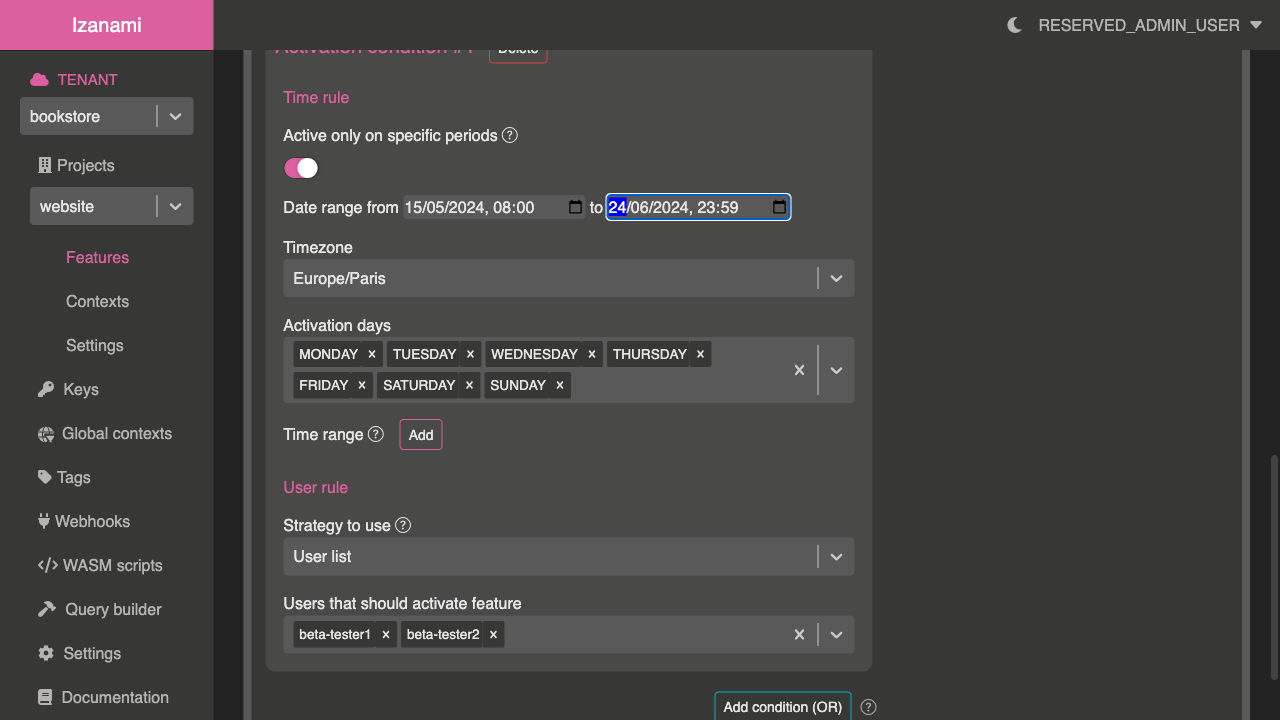 Izanami
RESERVED_ADMIN_USER
TENANT
bookstore
Projects
website
Features
Contexts
Settings
Keys
Global contexts
Tags
Webhooks
</> WASM scripts
Query builder
Settings
Documentation
Activation condition #1 Delete
Time rule
Active only on specific periods ?
Date range from 15/05/2024, 08:00 to 24/06/2024, 23:59
Timezone
Europe/Paris
Activation days
MONDAY × TUESDAY × WEDNESDAY × THURSDAY ×
FRIDAY × SATURDAY × SUNDAY ×
Time range ? Add
User rule
Strategy to use ?
User list
Users that should activate feature
beta-tester1 × beta-tester2 ×
Add condition (OR) ?